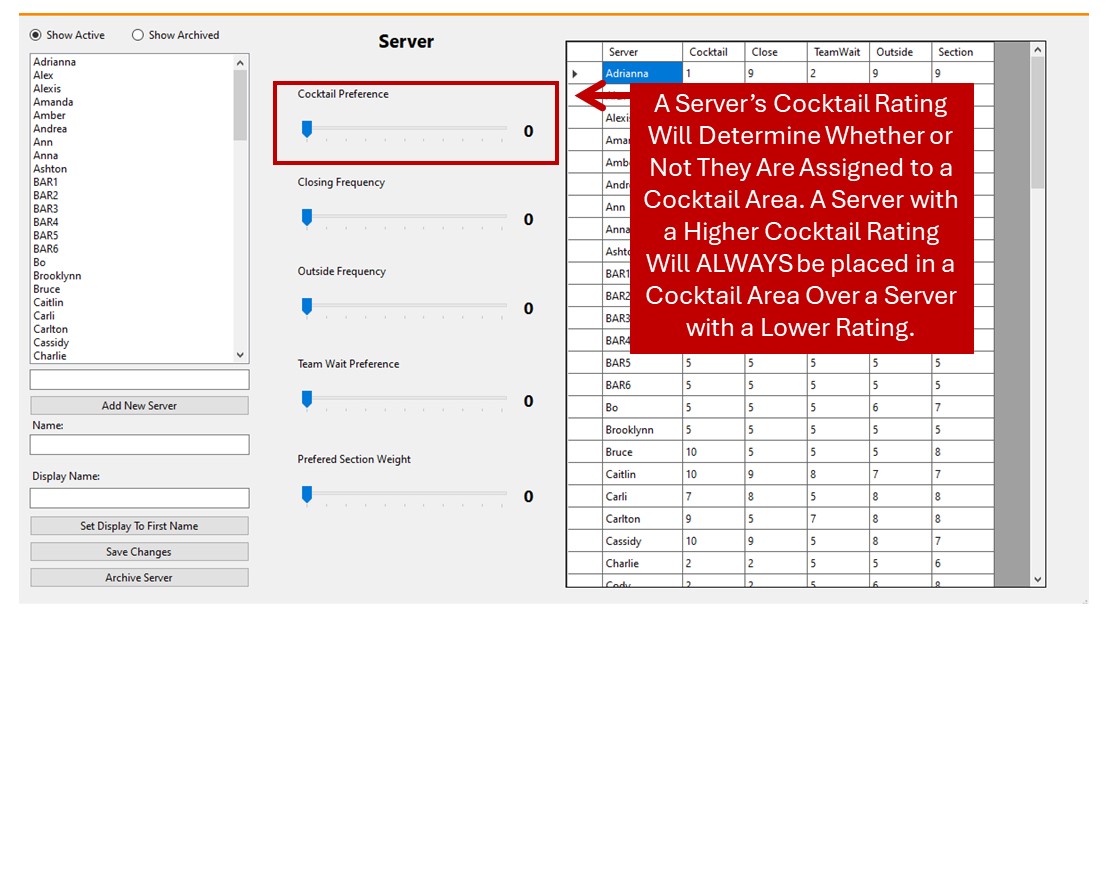 Show Active Show Archived
Adrianna
Alex
Alexis
Amanda
Amber
Andrea
Ann
Anna
Ashton
BAR1
BAR2
BAR3
BAR4
BAR5
BAR6
Bo
Brooklynn
Bruce
Caitlin
Carli
Carlton
Cassidy
Charlie
Add New Server
Name:
Display Name:
Set Display To First Name
Save Changes
Archive Server
Server
Cocktail Preference
0
Closing Frequency
0
Outside Frequency
0
Team Wait Preference
0
Prefered Section Weight
0
Server Cocktail Close TeamWait Outside Section
Adrianna 1 9 2 9 9
Alexi
Ama
Amb
Andr
Ann
Anna
Ashto
BAR1
BAR2
BAR3
BAR4
BAR5 5 5 5 5 5
BAR6 5 5 5 5 5
Bo 5 5 5 6 7
Brooklynn 5 5 5 5 5
Bruce 10 5 5 5 8
Caitlin 10 9 8 7 7
Carli 7 8 5 8 8
Carlton 9 5 7 8 8
Cassidy 10 9 5 8 7
Charlie 2 2 5 5 6
Cody 2 2 5 6 8
A Server's Cocktail Rating
Will Determine Whether or
Not They Are Assigned to a
Cocktail Area. A Server with
a Higher Cocktail Rating
Will ALWAYS be placed in a
Cocktail Area Over a Server
with a Lower Rating.